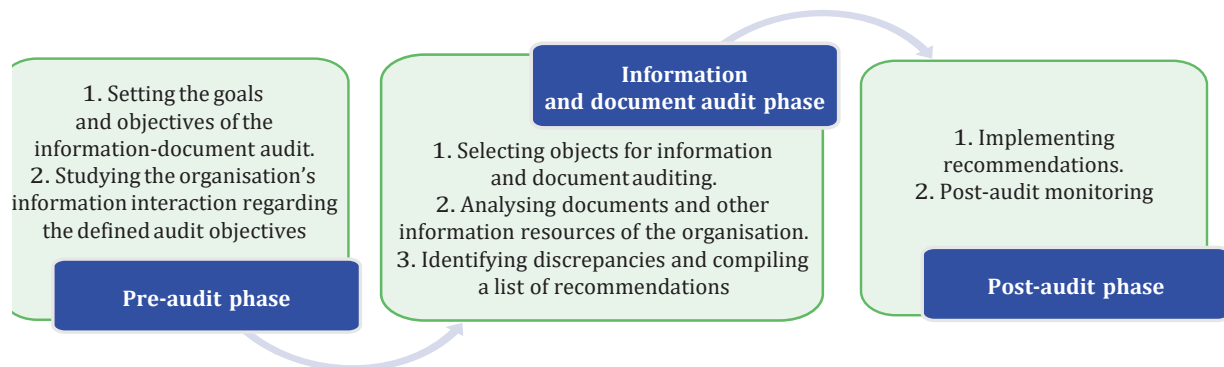 1. Setting the goals
and objectives of the
information-document audit.
2. Studying the organisation's
information interaction regarding
the defined audit objectives
Pre-audit phase
Information
and document audit phase
1. Selecting objects for information
and document auditing.
2. Analysing documents and other
information resources of the organisation.
3. Identifying discrepancies and compiling
a list of recommendations
1. Implementing
recommendations.
2. Post-audit monitoring
Post-audit phase